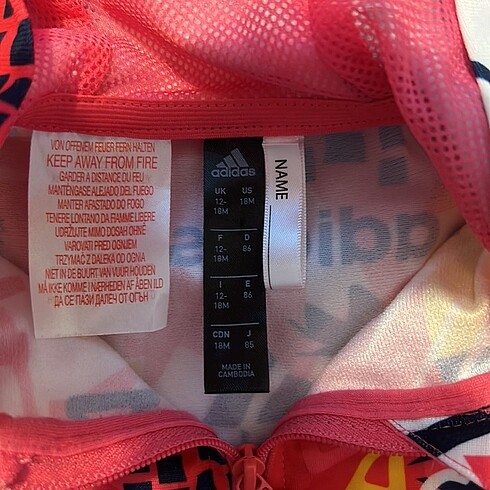 VON OFFENEM FEUER FERN HALTEN
KEEP AWAY FROM FIRE
GARDER A DISTANCE DU FEU
MANTÉNGASE ALEJADO DEL FUEGO
MANTER AFASTADO DO FOGO
TENERE LONTANO DA FIAMME LIBERE
UDRŽUJTE MIMO DOSAH OHNĚ
VAROVATI PRED OGNJEM
TRZYMAĆ Z DALEKA OD OGNIA
NIET IN DE BUURT VAN VUUR HOUDEN
MÅ IKKE KOMME I NÆRHEDEN AF ÅBEN ILD
ДА СЕ ПАЗИ ДАЛЕЧ ОТ ОГЪН
adidas
UK US
12-18M 18M
F D
12-18M 86
I E
12-18M 86
CDN J
18M 85
MADE IN
CAMBODIA
NAME